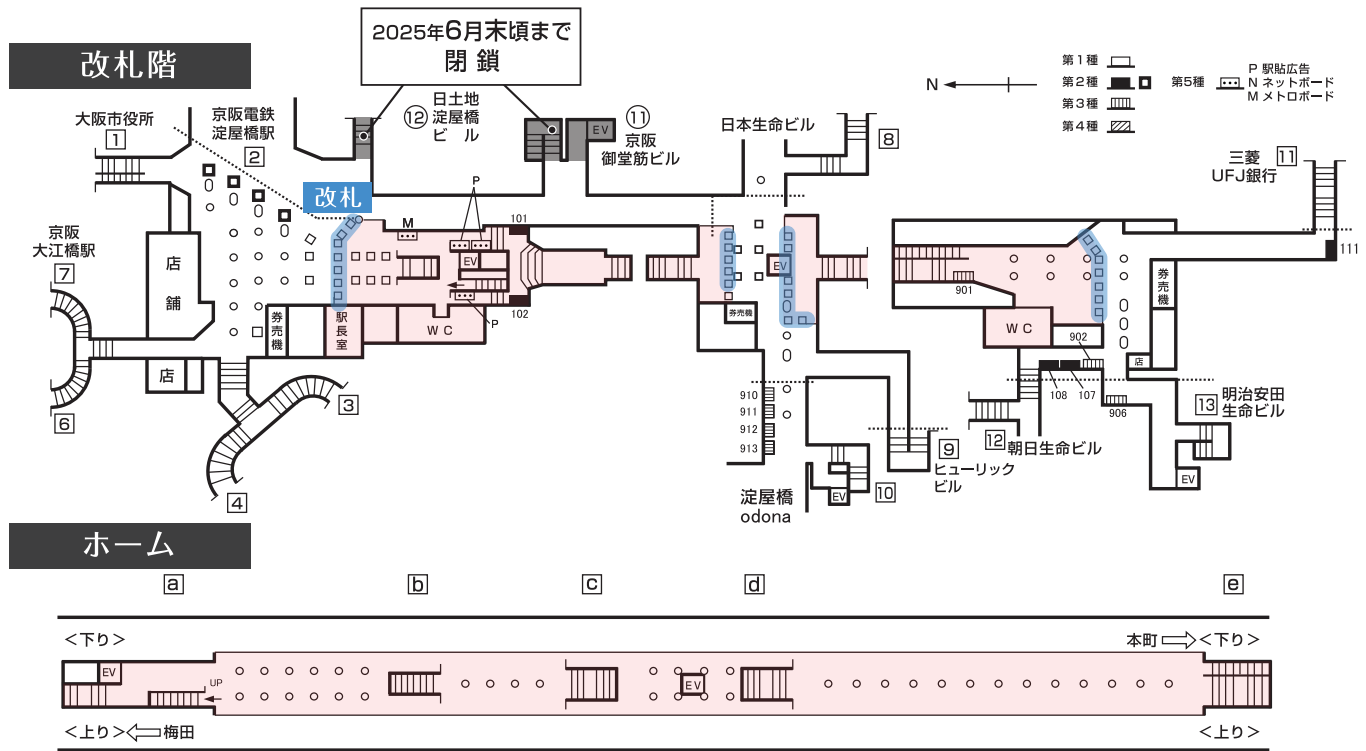 2025年6月末頃まで
閉鎖
改札階
第1種
第2種
第3種
第4種
第5種
P 駅貼広告
N ネットボード
M メトロボード
N
大阪市役所
1
京阪電鉄
淀屋橋駅
2
⑫
日土地
淀屋橋
ビル
EV
⑪
京阪
御堂筋ビル
日本生命ビル
8
三菱
UFJ銀行
11
改札
P
M
101
111
京阪
大江橋駅
7
店
舗
EV
EV
901
券売機
券売機
駅長室
WC
P
102
券売機
WC
902
店
店
910
911
912
913
108
107
906
6
3
4
9
ヒューリック
ビル
12
朝日生命ビル
13
明治安田
生命ビル
EV
淀屋橋
odona
EV
10
ホーム
a
b
c
d
e
<下り>
本町
<下り>
EV
UP
EV
<上り>
梅田
<上り>